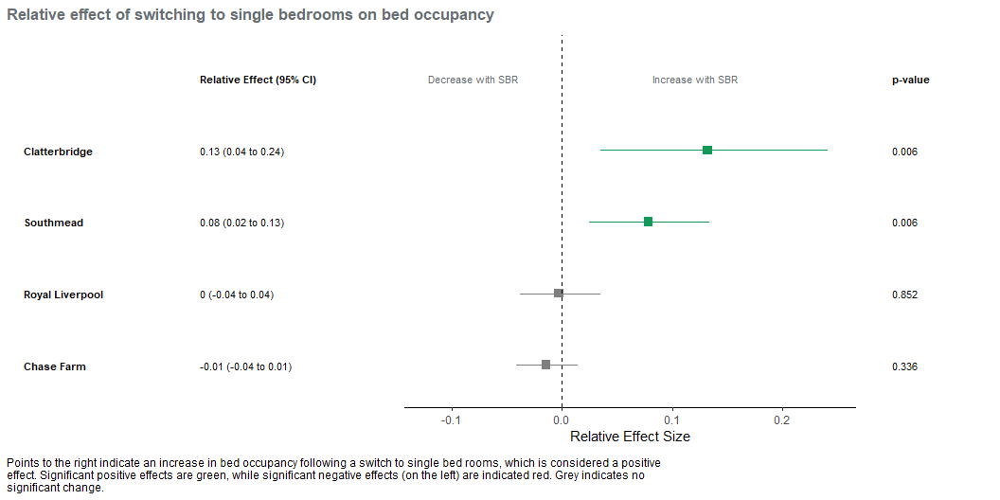 Relative effect of switching to single bedrooms on bed occupancy
Relative Effect (95% CI) Decrease with SBR Increase with SBR p-value
Clatterbridge 0.13 (0.04 to 0.24) 0.006
Southmead 0.08 (0.02 to 0.13) 0.006
Royal Liverpool 0 (-0.04 to 0.04) 0.852
Chase Farm -0.01 (-0.04 to 0.01) 0.336
-0.1 0.0 0.1 0.2
Relative Effect Size
Points to the right indicate an increase in bed occupancy following a switch to single bed rooms, which is considered a positive
effect. Significant positive effects are green, while significant negative effects (on the left) are indicated red. Grey indicates no
significant change.